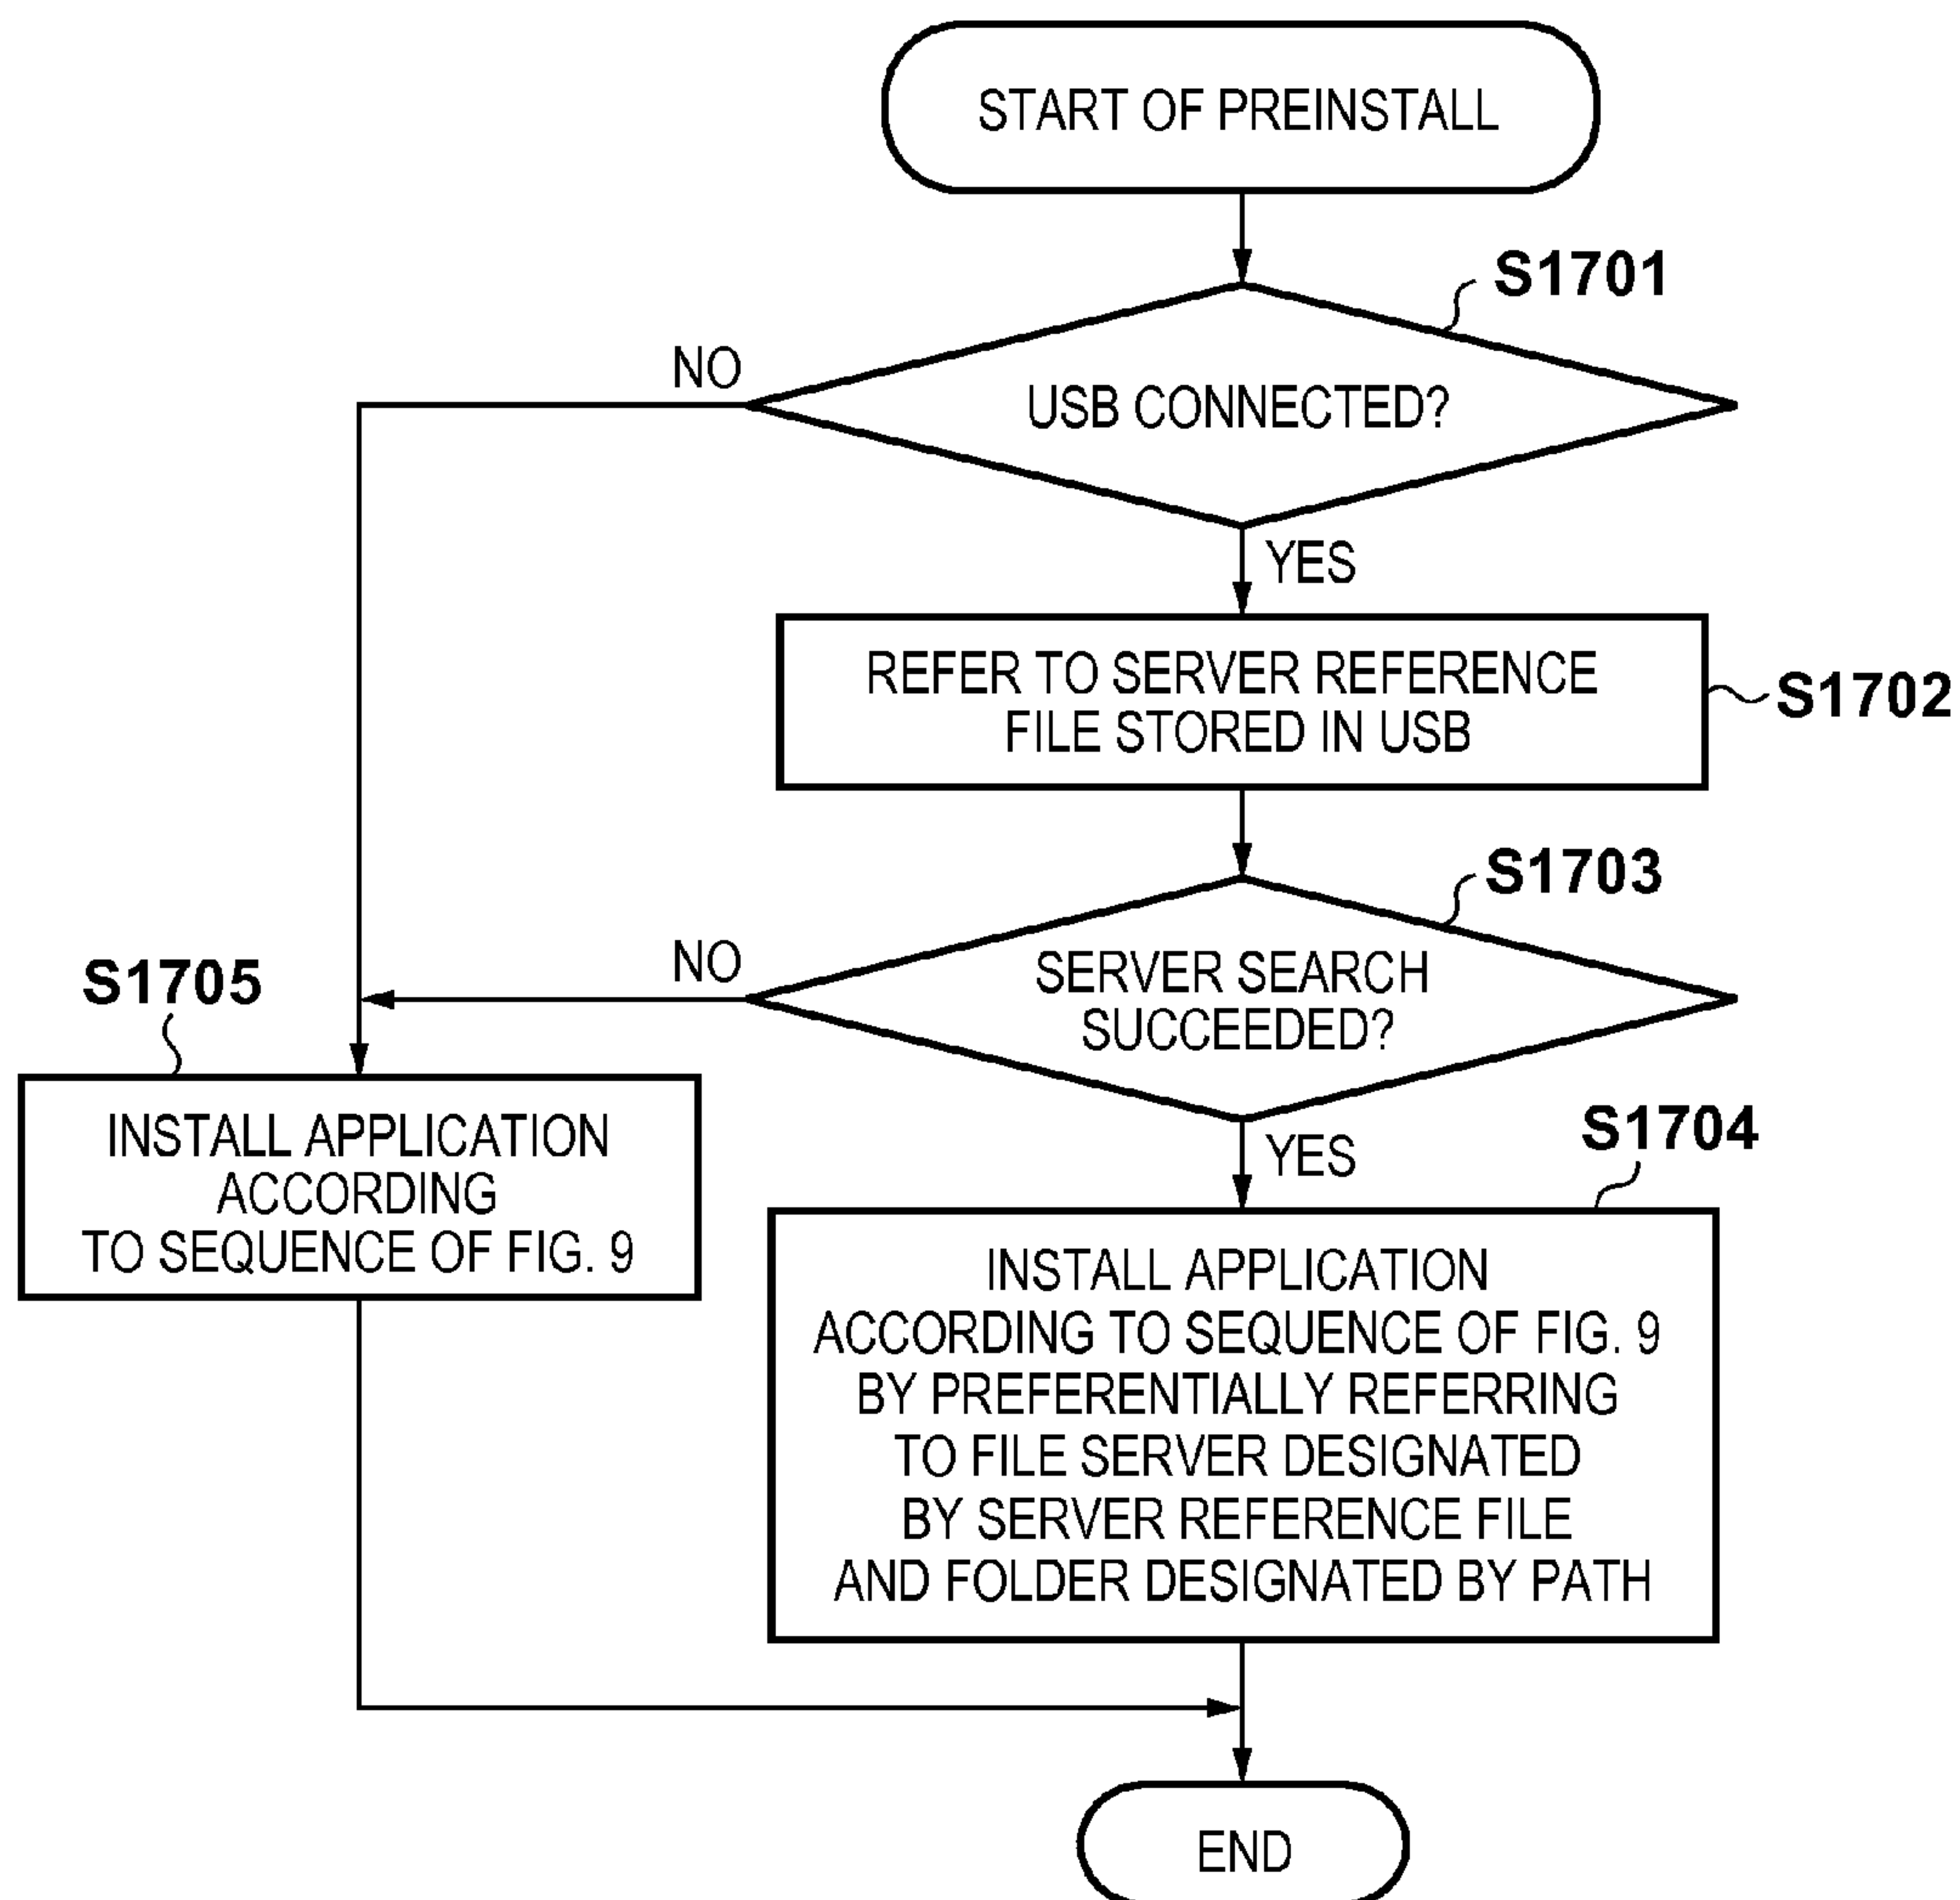 START OF PREINSTALL
S1701
NO
USB CONNECTED?
YES
REFER TO SERVER REFERENCE
FILE STORED IN USB
S1702
S1703
NO
SERVER SEARCH
SUCCEEDED?
S1705
YES
S1704
INSTALL APPLICATION
ACCORDING
TO SEQUENCE OF FIG. 9
INSTALL APPLICATION
ACCORDING TO SEQUENCE OF FIG. 9
BY PREFERENTIALLY REFERRING
TO FILE SERVER DESIGNATED
BY SERVER REFERENCE FILE
AND FOLDER DESIGNATED BY PATH
END